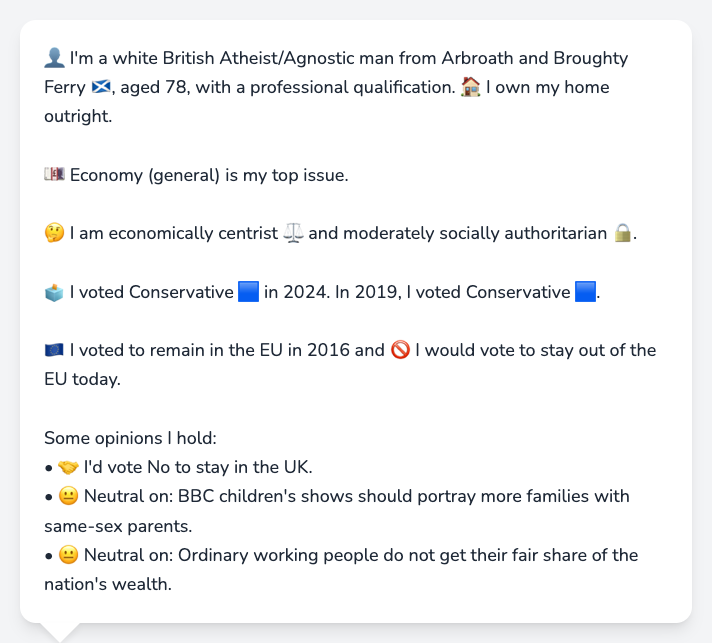 👤 I'm a white British Atheist/Agnostic man from Arbroath and Broughty
Ferry 🏴󠁧󠁢󠁳󠁣󠁴󠁿, aged 78, with a professional qualification. 🏠 I own my home
outright.
💷 Economy (general) is my top issue.
🤔 I am economically centrist ⚖️ and moderately socially authoritarian 🔒.
🗳️ I voted Conservative 🟦 in 2024. In 2019, I voted Conservative 🟦.
🇪🇺 I voted to remain in the EU in 2016 and 🚫 I would vote to stay out of the
EU today.
Some opinions I hold:
• 🤝 I'd vote No to stay in the UK.
• 😐 Neutral on: BBC children's shows should portray more families with
same-sex parents.
• 😐 Neutral on: Ordinary working people do not get their fair share of the
nation's wealth.